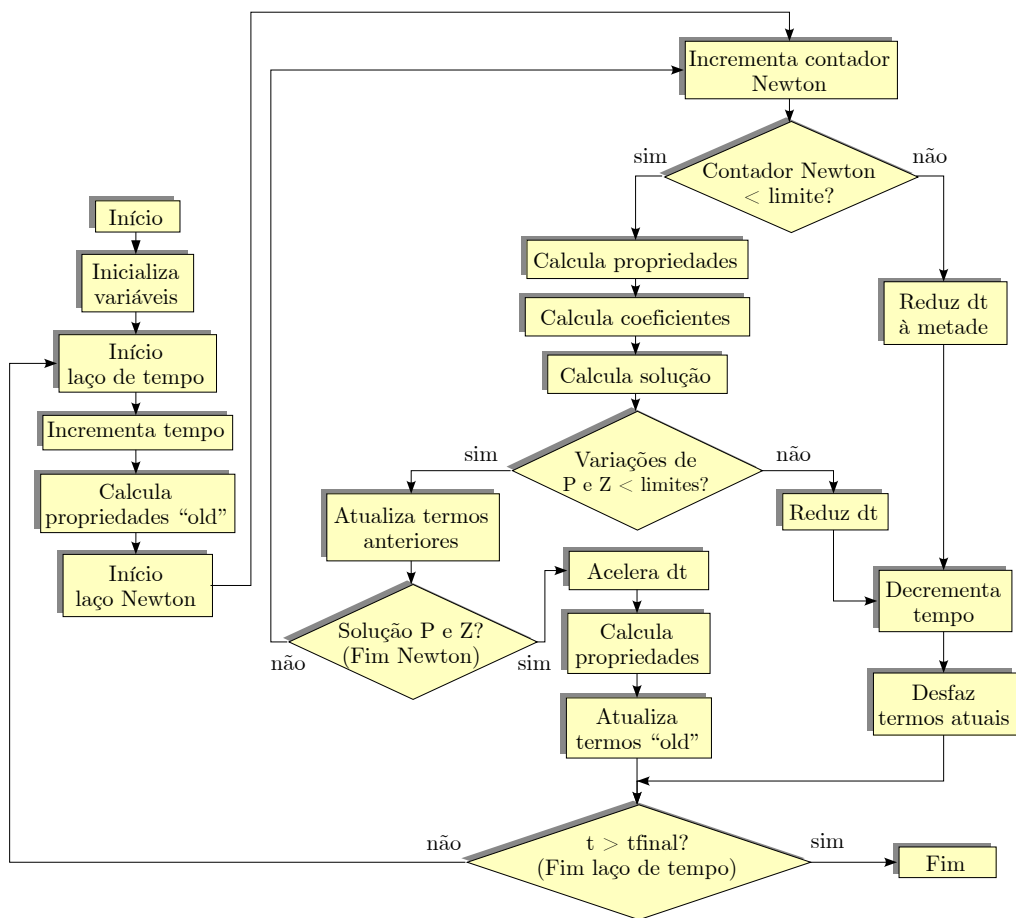 Início
Inicializa
variáveis
Início
laço de tempo
Incrementa tempo
Calcula
propriedades “old”
Início
laço Newton
Incrementa contador
Newton
Contador Newton
< limite?
sim
não
Calcula propriedades
Calcula coeficientes
Calcula solução
Variações de
P e Z < limites?
sim
não
Atualiza termos
anteriores
Solução P e Z?
(Fim Newton)
não
sim
Acelera dt
Calcula
propriedades
Atualiza
termos “old”
Reduz dt
Reduz dt
à metade
Decrementa
tempo
Desfaz
termos atuais
t > tfinal?
(Fim laço de tempo)
não
sim
Fim